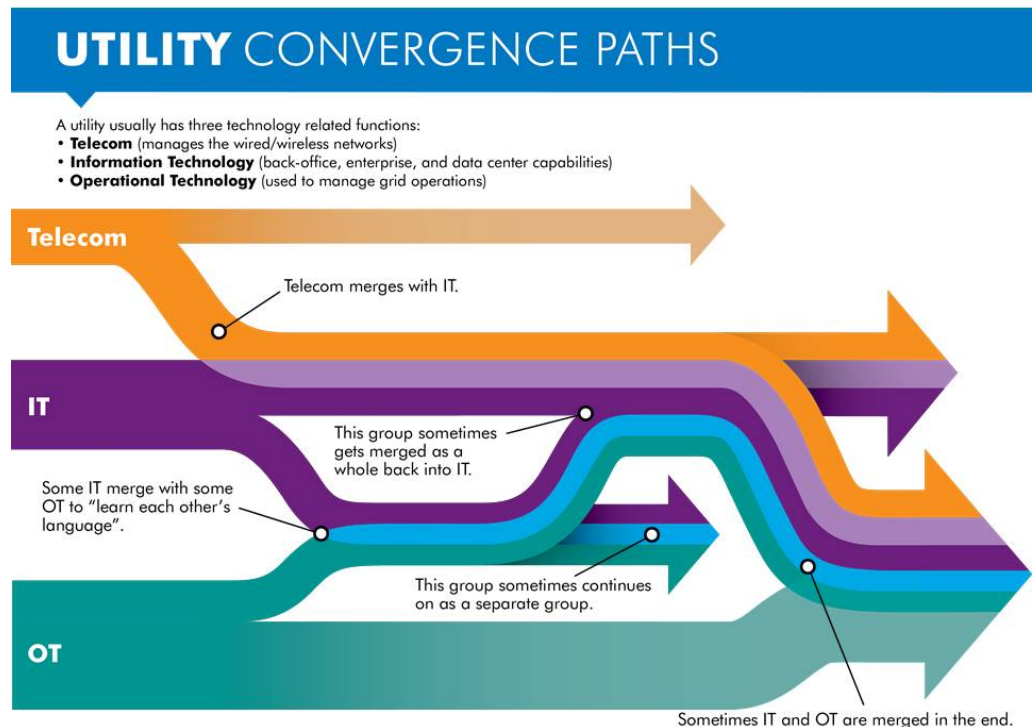 UTILITY CONVERGENCE PATHS
A utility usually has three technology related functions:
• Telecom (manages the wired/wireless networks)
• Information Technology (back-office, enterprise, and data center capabilities)
• Operational Technology (used to manage grid operations)
Telecom
Telecom merges with IT.
IT
This group sometimes
gets merged as a
whole back into IT.
Some IT merge with some
OT to “learn each other’s
language”.
This group sometimes continues
on as a separate group.
OT
Sometimes IT and OT are merged in the end.